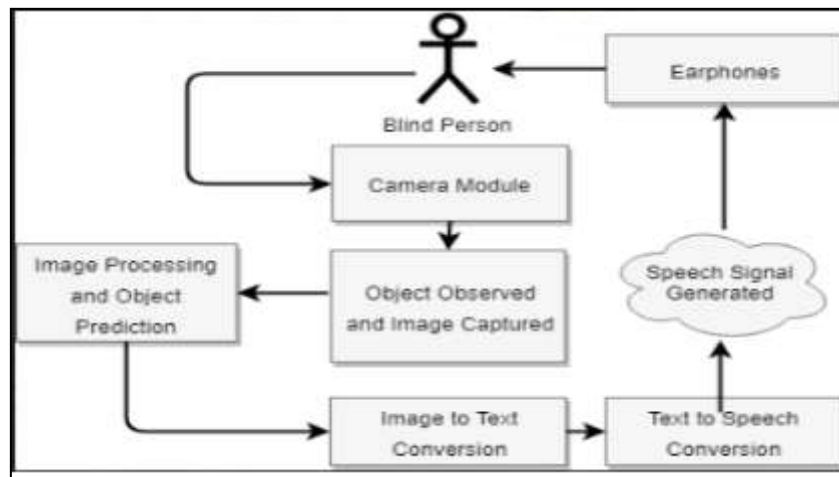 Blind Person
Earphones
Camera Module
Object Observed
and Image Captured
Image Processing
and Object
Prediction
Image to Text
Conversion
Text to Speech
Conversion
Speech Signal
Generated